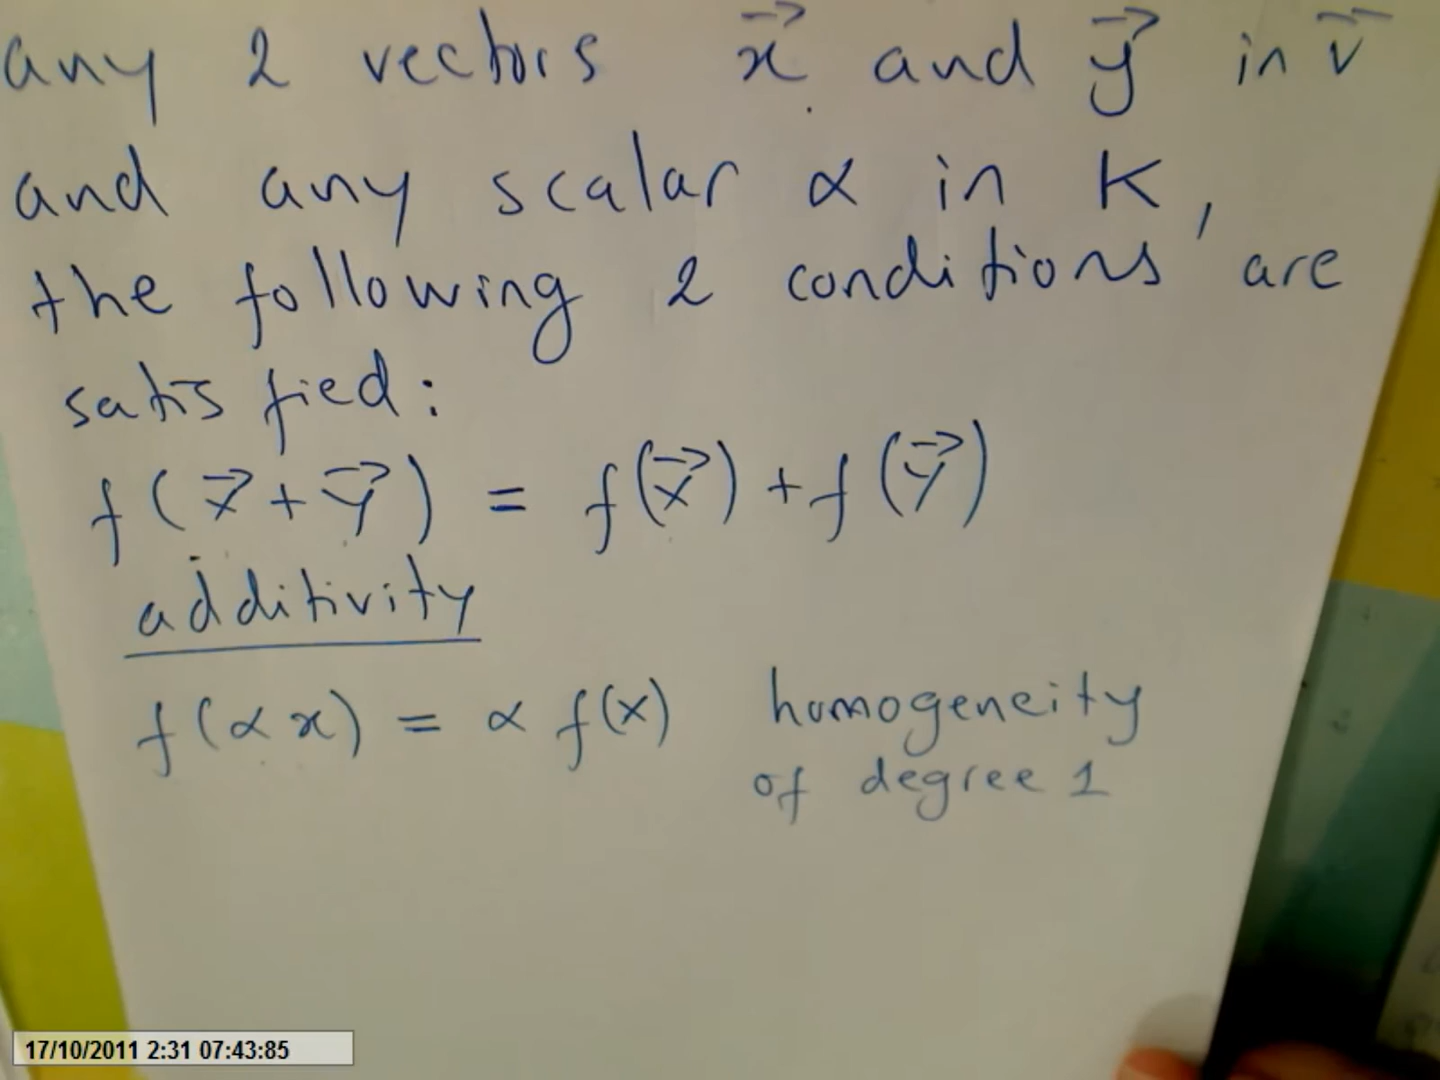 any 2 vectors x⃗ and y⃗ in v⃗
and any scalar α in K,
the following 2 conditions are
satisfied:
f(x⃗+y⃗) = f(x⃗)+f(y⃗)
additivity
f(αx) = αf(x) homogeneity
of degree 1
17/10/2011 2:31 07:43:85